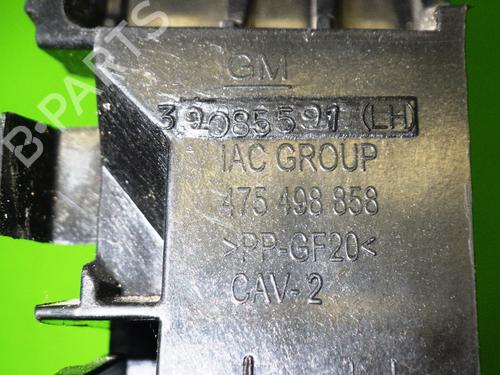 GM
39085591 (LH)
IAC GROUP
475 498 858
>PP-GF20<
CAV-2
B-PARTS